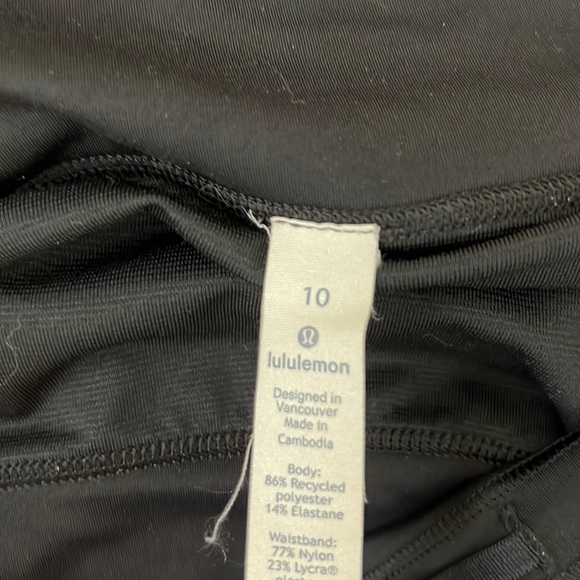 10
lululemon
Designed in
Vancouver
Made in
Cambodia
Body:
86% Recycled
polyester
14% Elastane
Waistband:
77% Nylon
23% Lycra®